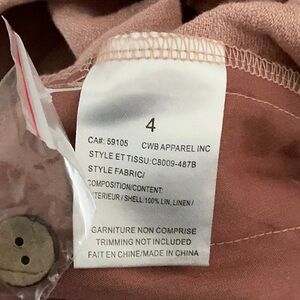 4
CA#: 59105 CWB APPAREL INC
STYLE ET TISSU:C8009-487B
STYLE FABRIC/
COMPOSITION/CONTENT:
TERIEUR / SHELL:100% LIN, LINEN /
GARNITURE NON COMPRISE
TRIMMING NOT INCLUDED
FAIT EN CHINE/MADE IN CHINA